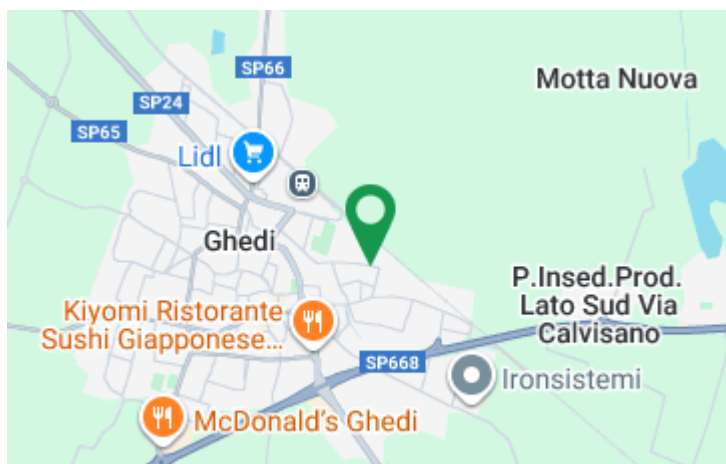 SP66
Motta Nuova
SP24
SP65
Lidl
Ghedi
P.Insed.Prod.
Lato Sud Via
Calvisano
Kiyomi Ristorante
Sushi Giapponese...
SP668
Ironsistemi
McDonald's Ghedi